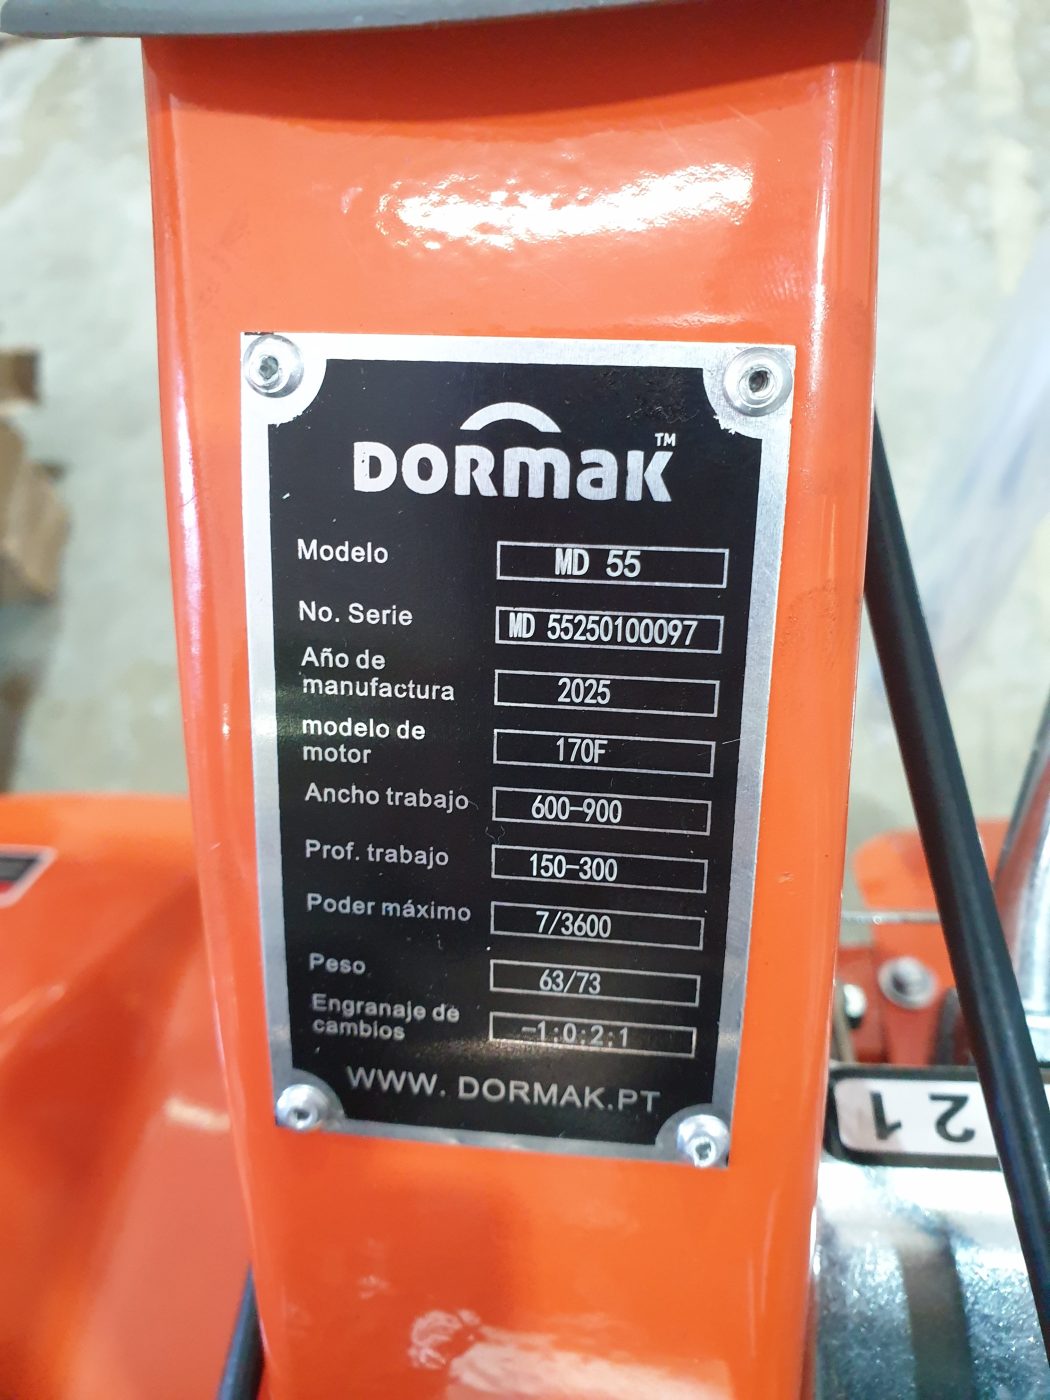 DORMAK™
Modelo MD 55
No. Serie MD 55250100097
Año de
manufactura 2025
modelo de
motor 170F
Ancho trabajo 600-900
Prof. trabajo 150-300
Poder máximo 7/3600
Peso 63/73
Engranaje de
cambios -1;0;2;1
WWW. DORMAK.PT
2 1